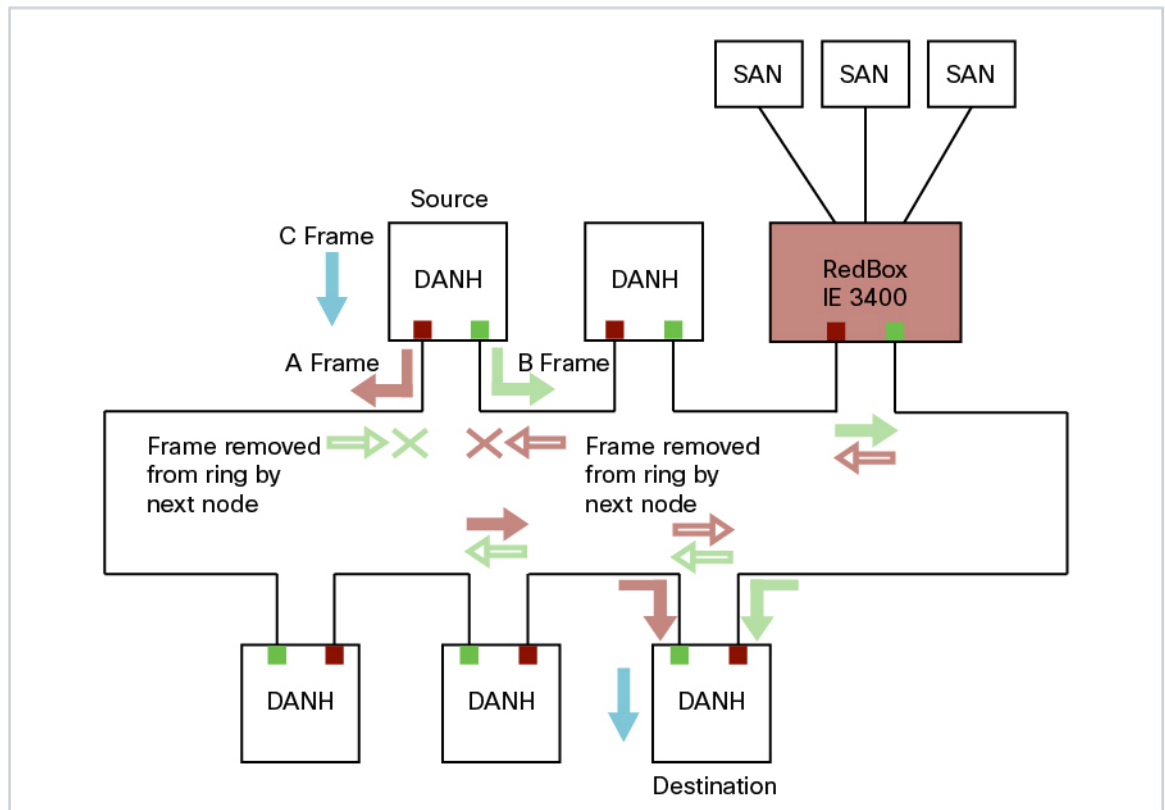 SAN
SAN
SAN
Source
C Frame
DANH
DANH
RedBox
IE 3400
A Frame
B Frame
Frame removed
from ring by
next node
Frame removed
from ring by
next node
DANH
DANH
DANH
Destination